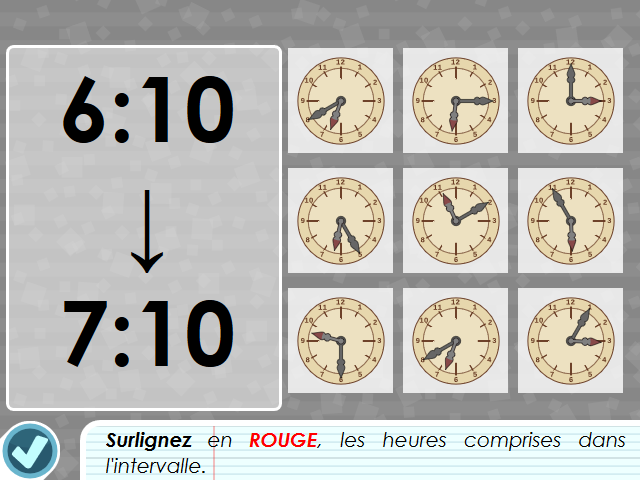 6:10
↓
7:10
Surlignez en ROUGE, les heures comprises dans
l'intervalle.